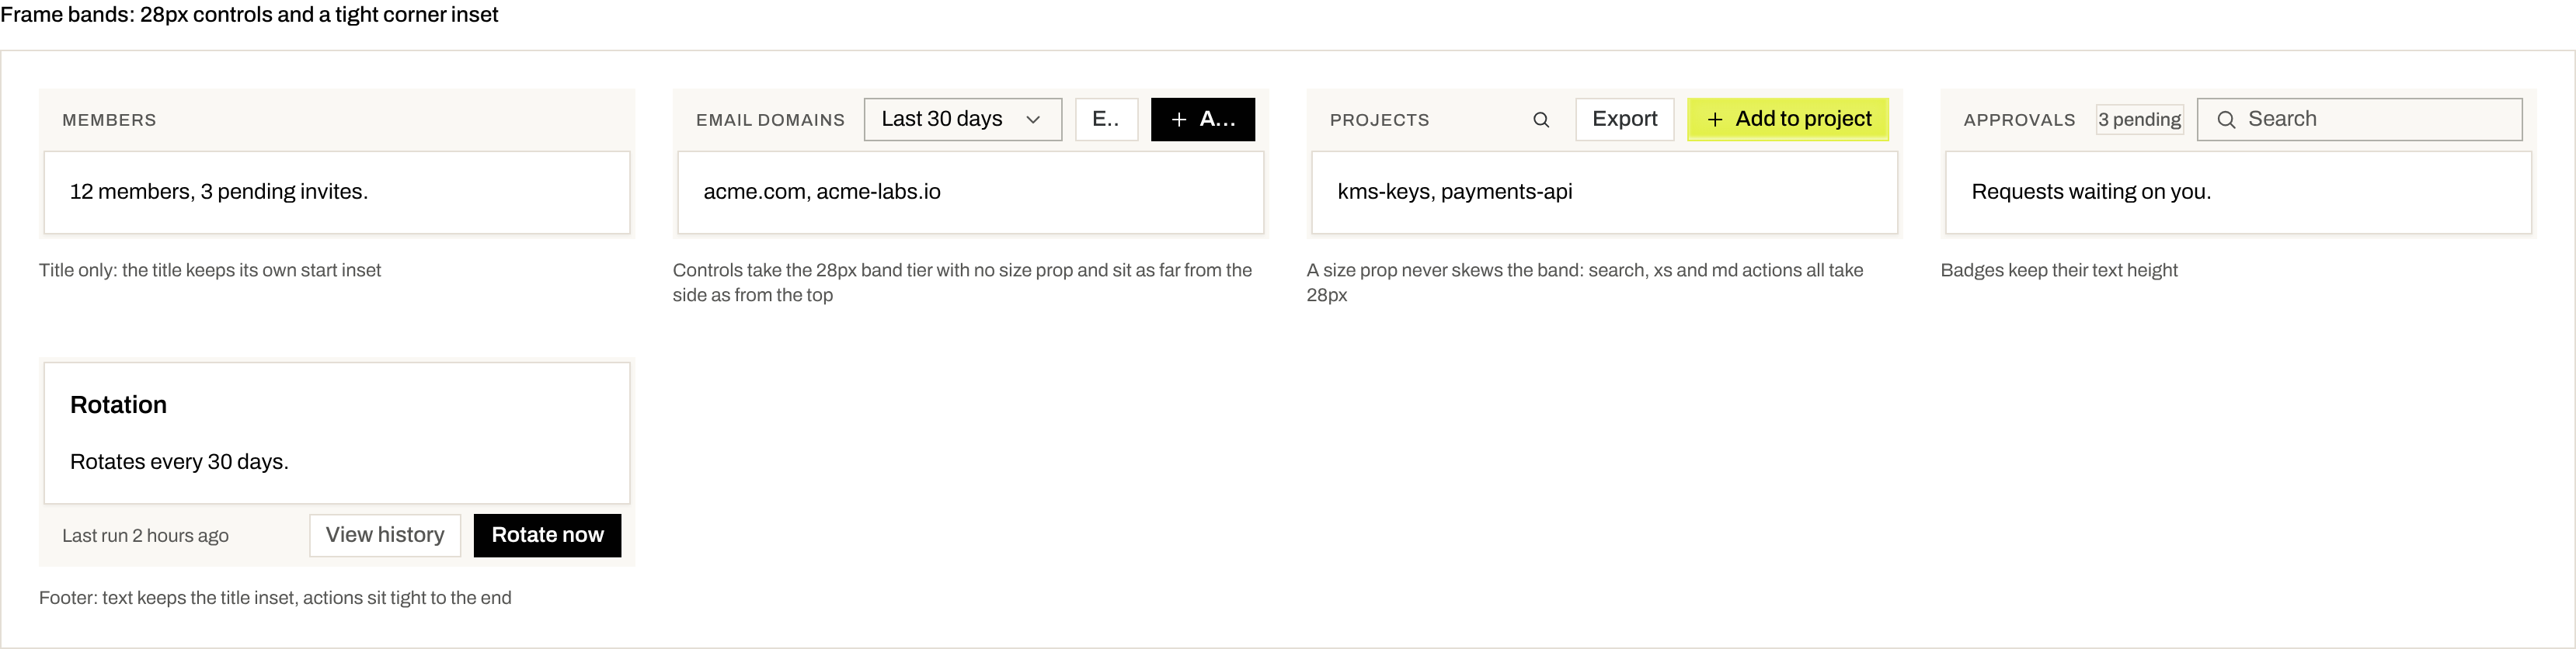 Frame bands: 28px controls and a tight corner inset
MEMBERS
12 members, 3 pending invites.
Title only: the title keeps its own start inset
EMAIL DOMAINS
Last 30 days
E..
+ A...
acme.com, acme-labs.io
Controls take the 28px band tier with no size prop and sit as far from the
side as from the top
PROJECTS
Export
+ Add to project
kms-keys, payments-api
A size prop never skews the band: search, xs and md actions all take
28px
APPROVALS
3 pending
Search
Requests waiting on you.
Badges keep their text height
Rotation
Rotates every 30 days.
Last run 2 hours ago
View history
Rotate now
Footer: text keeps the title inset, actions sit tight to the end